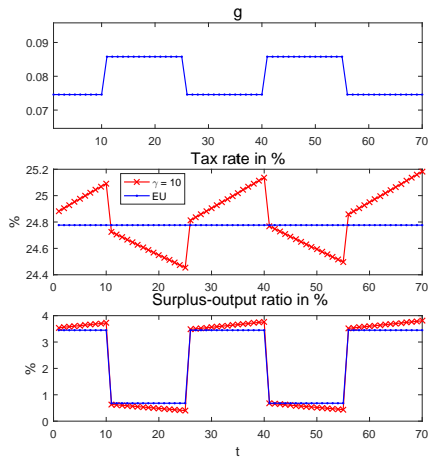 g
0.09
0.08
0.07
10 20 30 40 50 60 70
Tax rate in %
25.2
25
24.8
24.6
24.4
%
γ = 10
EU
0 10 20 30 40 50 60 70
Surplus-output ratio in %
4
3
2
1
0
%
0 10 20 30 40 50 60 70
t